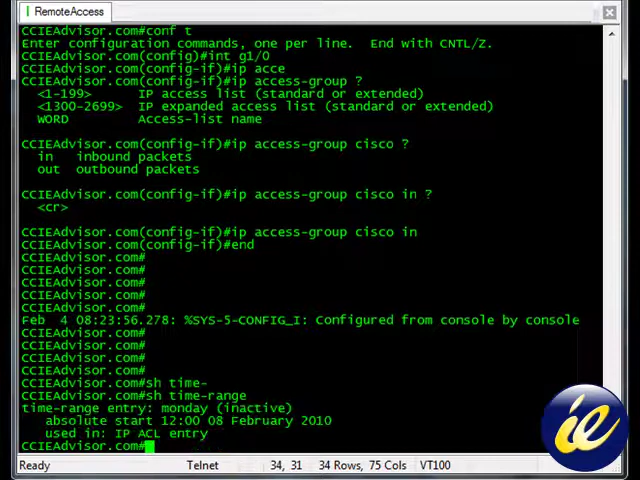 RemoteAccess
CCIEAdvisor.com#conf t
Enter configuration commands, one per line.  End with CNTL/Z.
CCIEAdvisor.com(config)#int g1/0
CCIEAdvisor.com(config-if)#ip acce
CCIEAdvisor.com(config-if)#ip access-group ?
  <1-199>      IP access list (standard or extended)
  <1300-2699>  IP expanded access list (standard or extended)
  WORD         Access-list name
CCIEAdvisor.com(config-if)#ip access-group cisco ?
  in   inbound packets
  out  outbound packets
CCIEAdvisor.com(config-if)#ip access-group cisco in ?
  <cr>
CCIEAdvisor.com(config-if)#ip access-group cisco in
CCIEAdvisor.com(config-if)#end
CCIEAdvisor.com#
CCIEAdvisor.com#
CCIEAdvisor.com#
CCIEAdvisor.com#
CCIEAdvisor.com#
Feb  4 08:23:56.278: %SYS-5-CONFIG_I: Configured from console by console
CCIEAdvisor.com#
CCIEAdvisor.com#
CCIEAdvisor.com#
CCIEAdvisor.com#
CCIEAdvisor.com#sh time-
CCIEAdvisor.com#sh time-range
time-range entry: monday (inactive)
   absolute start 12:00 08 February 2010
   used in: IP ACL entry
CCIEAdvisor.com#
ie
Ready
Telnet
34, 31
34 Rows, 75 Cols
VT100